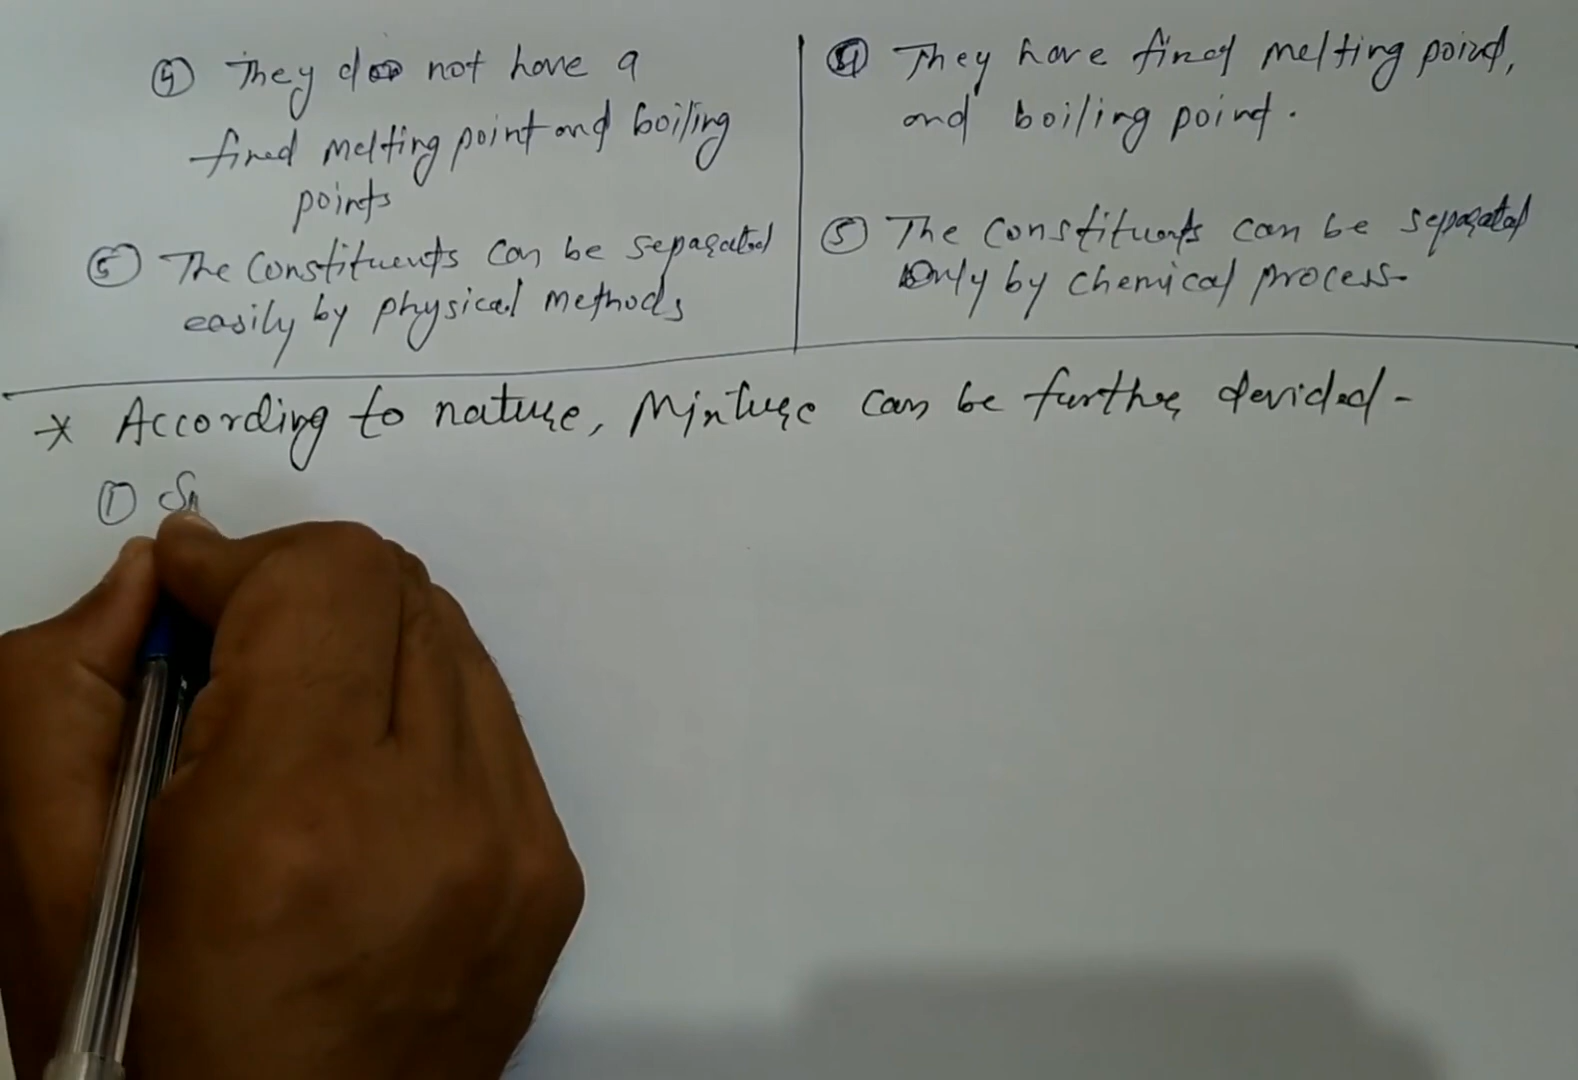 ④ They do not have a
fixed melting point and boiling
points
⑤ The constituents can be separated
easily by physical methods
④ They have fixed melting point,
and boiling point.
⑤ The constituents can be separated
Only by chemical process
* According to nature, Mixture can be further devided -
①